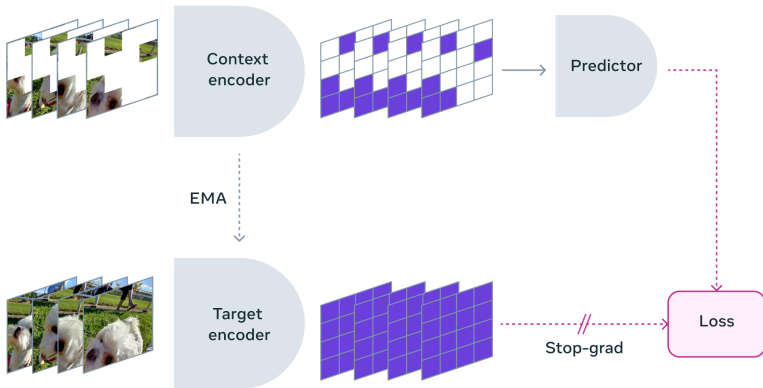 Context
encoder
Predictor
EMA
Target
encoder
Stop-grad
Loss